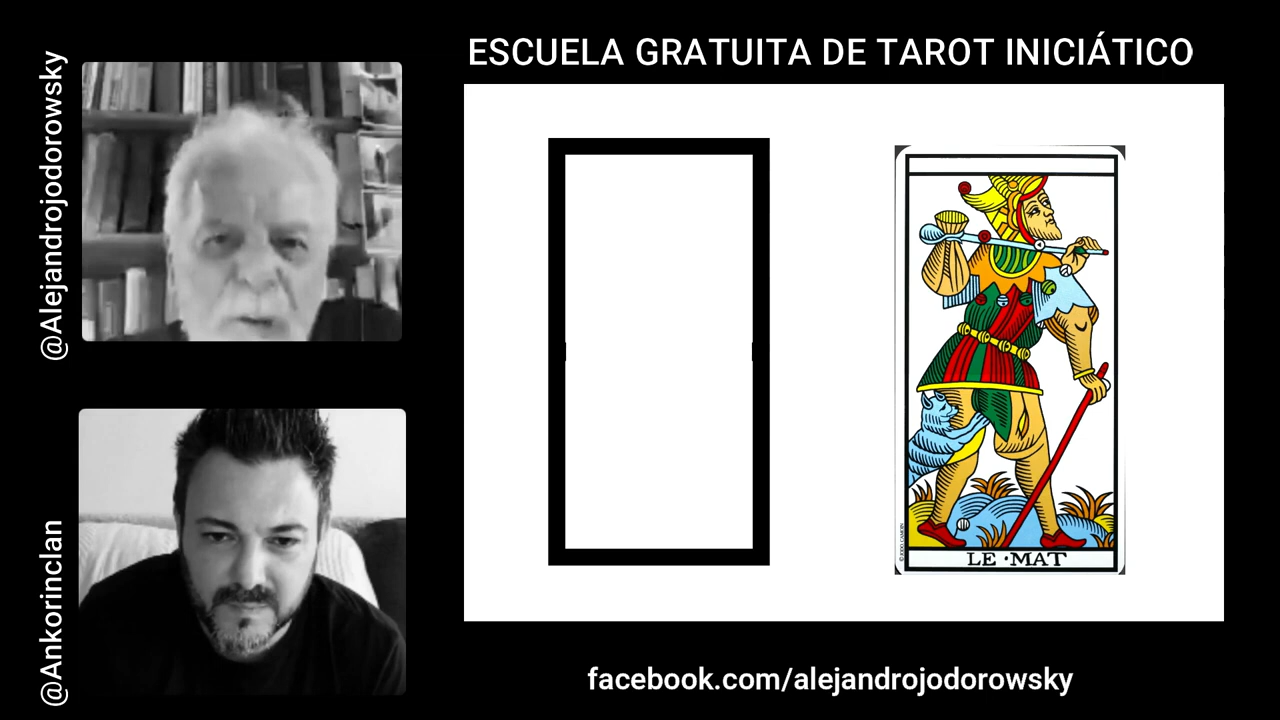 ESCUELA GRATUITA DE TAROT INICIÁTICO
@Alejandrojodorowsky
@Ankorinclan
LE •MAT
facebook.com/alejandrojodorowsky